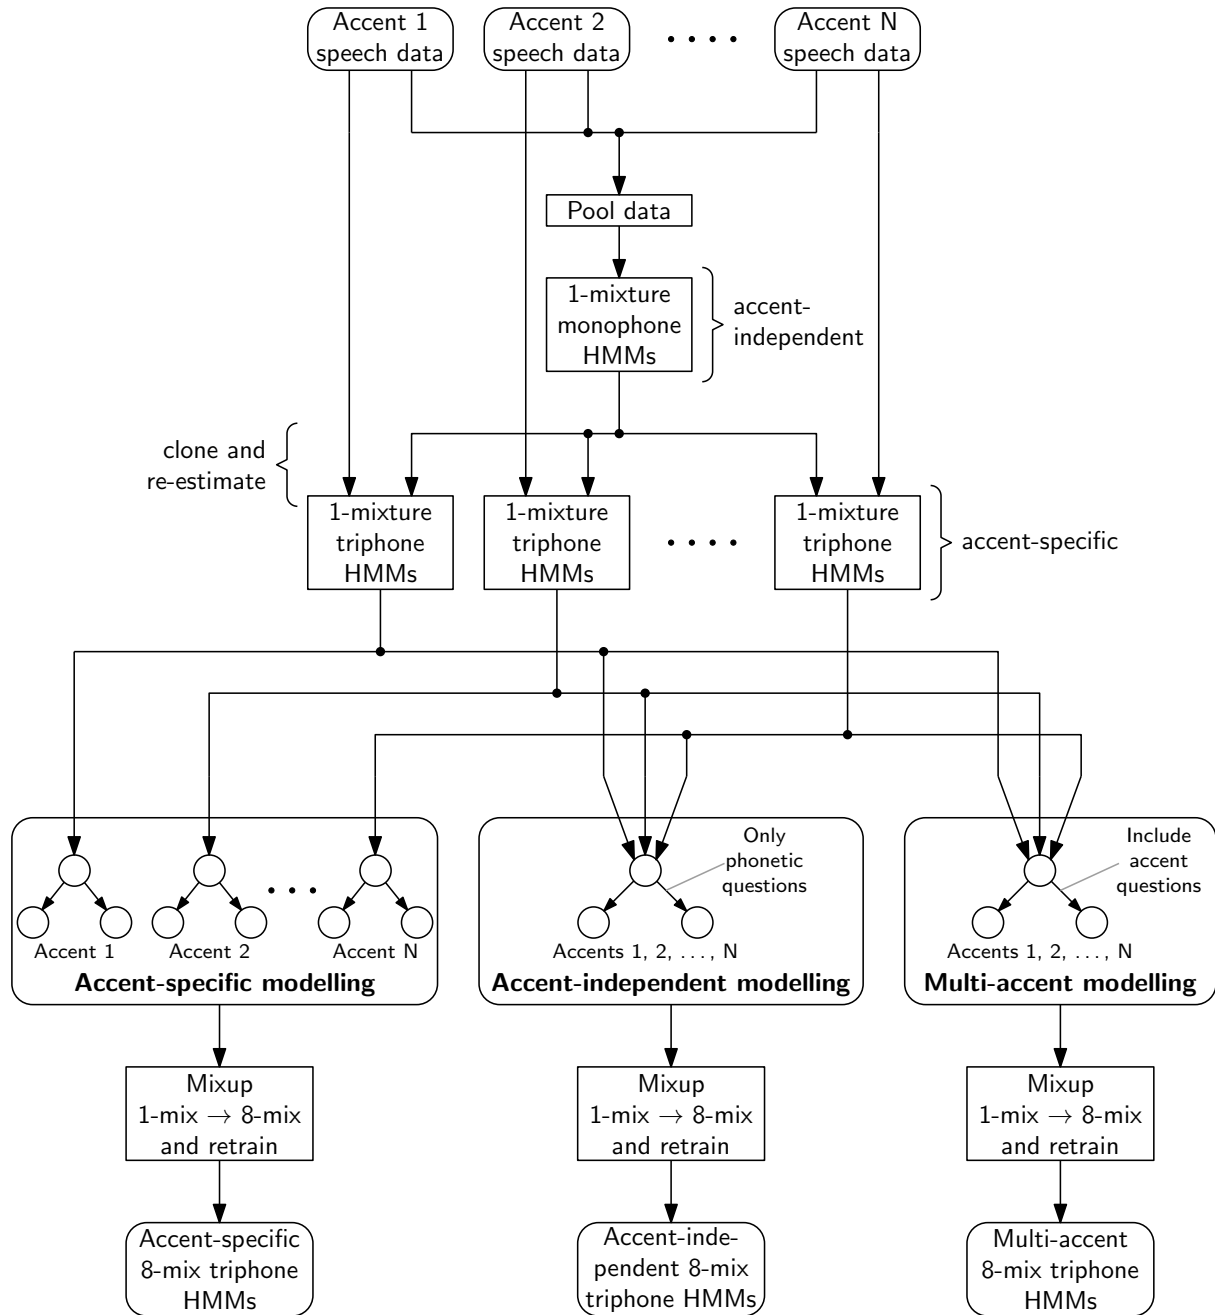 Accent 1
speech data
Accent 2
speech data
Accent N
speech data
Pool data
1-mixture
monophone
HMMs
accent-
independent
clone and
re-estimate
1-mixture
triphone
HMMs
1-mixture
triphone
HMMs
1-mixture
triphone
HMMs
accent-specific
Accent 1
Accent 2
Accent N
Accent-specific modelling
Only
phonetic
questions
Accents 1, 2, ..., N
Accent-independent modelling
Include
accent
questions
Accents 1, 2, ..., N
Multi-accent modelling
Mixup
1-mix → 8-mix
and retrain
Mixup
1-mix → 8-mix
and retrain
Mixup
1-mix → 8-mix
and retrain
Accent-specific
8-mix triphone
HMMs
Accent-inde-
pendent 8-mix
triphone HMMs
Multi-accent
8-mix triphone
HMMs